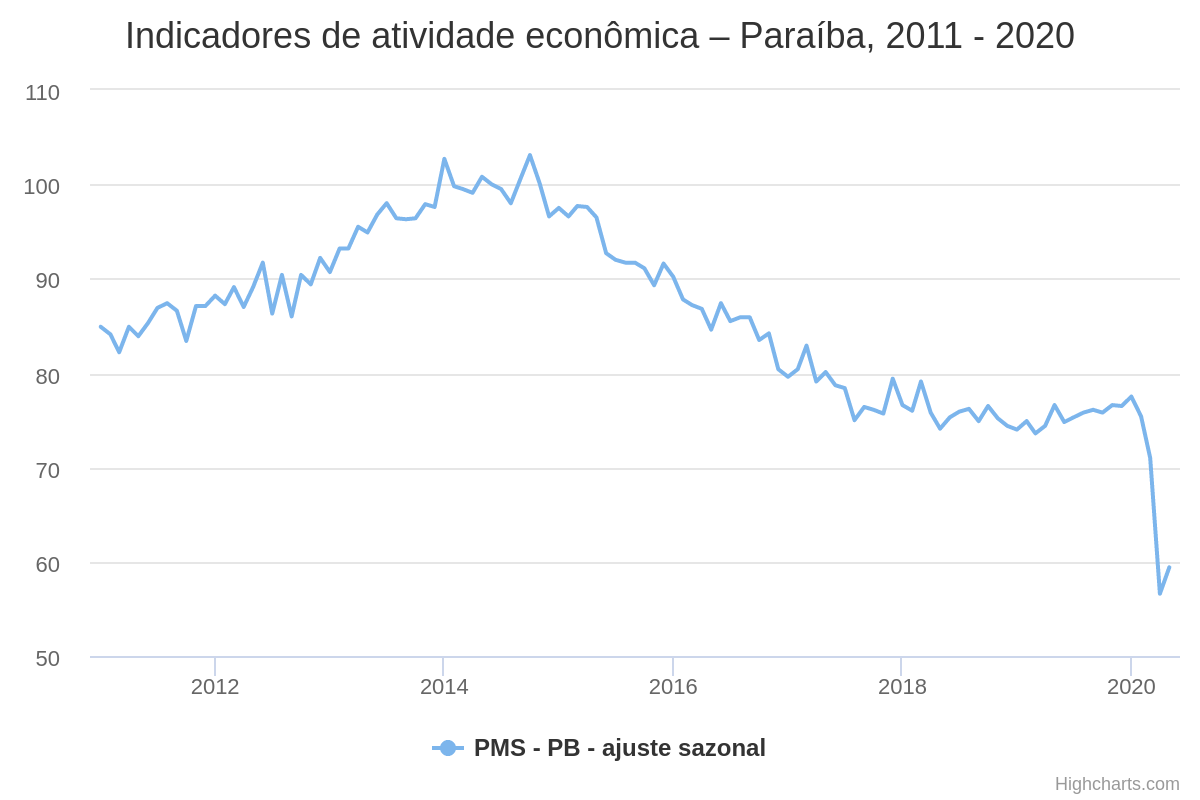 Indicadores de atividade econômica – Paraíba, 2011 - 2020
110
100
90
80
70
60
50
2012 2014 2016 2018 2020
PMS - PB - ajuste sazonal
Highcharts.com